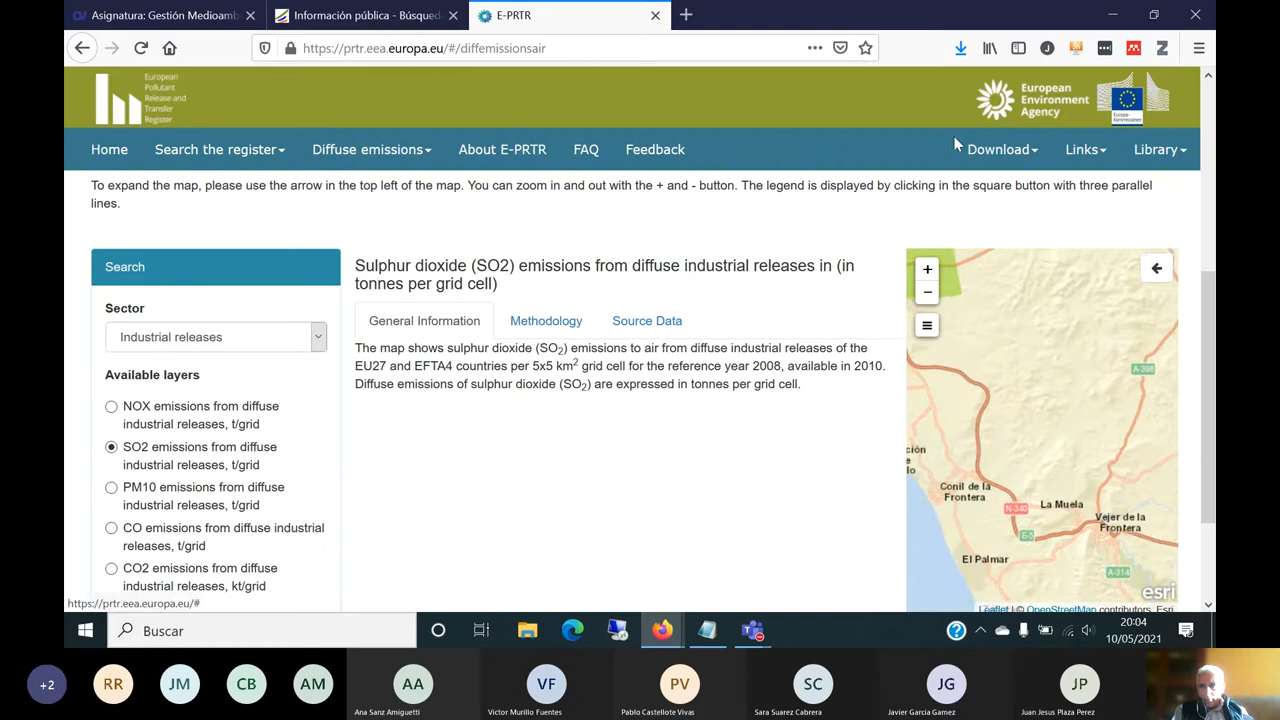 Asignatura: Gestión Medioamb
Información pública - Búsqued
E-PRTR
https://prtr.eea.europa.eu/#/diffemissionsair
European
Pollutant
Release and
Transfer
Register
European
Environment
Agency
Home
Search the register
Diffuse emissions
About E-PRTR
FAQ
Feedback
Download
Links
Library
To expand the map, please use the arrow in the top left of the map. You can zoom in and out with the + and - button. The legend is displayed by clicking in the square button with three parallel
lines.
Search
Sector
Industrial releases
Available layers
NOX emissions from diffuse
industrial releases, t/grid
SO2 emissions from diffuse
industrial releases, t/grid
PM10 emissions from diffuse
industrial releases, t/grid
CO emissions from diffuse industrial
releases, t/grid
CO2 emissions from diffuse
industrial releases, kt/grid
https://prtr.eea.europa.eu/#
Sulphur dioxide (SO2) emissions from diffuse industrial releases in (in
tonnes per grid cell)
General Information
Methodology
Source Data
The map shows sulphur dioxide (SO2) emissions to air from diffuse industrial releases of the
EU27 and EFTA4 countries per 5x5 km2 grid cell for the reference year 2008, available in 2010.
Diffuse emissions of sulphur dioxide (SO2) are expressed in tonnes per grid cell.
+
-
A-396
Conil de la
Frontera
N-340
La Muela
Vejer de la
Frontera
E-5
El Palmar
A-314
esri
Leaflet | © OpenStreetMap contributors, Esri
Buscar
20:04
10/05/2021
+2
RR
JM
CB
AM
AA
Ana Sanz Amiguetti
VF
Victor Murillo Fuentes
PV
Pablo Castellote Vivas
SC
Sara Suarez Cabrera
JG
Javier Garcia Gamez
JP
Juan Jesus Plaza Perez